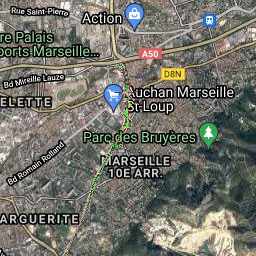 Rue Saint-Pierre
Action
re Palais
ports Marseille...
A50
Bd Mireille Lauze
D8N
ELETTE
Auchan Marseille
St-Loup
Parc des Bruyères
Bd Romain Rolland
MARSEILLE
10E ARR.
ARGUERITE